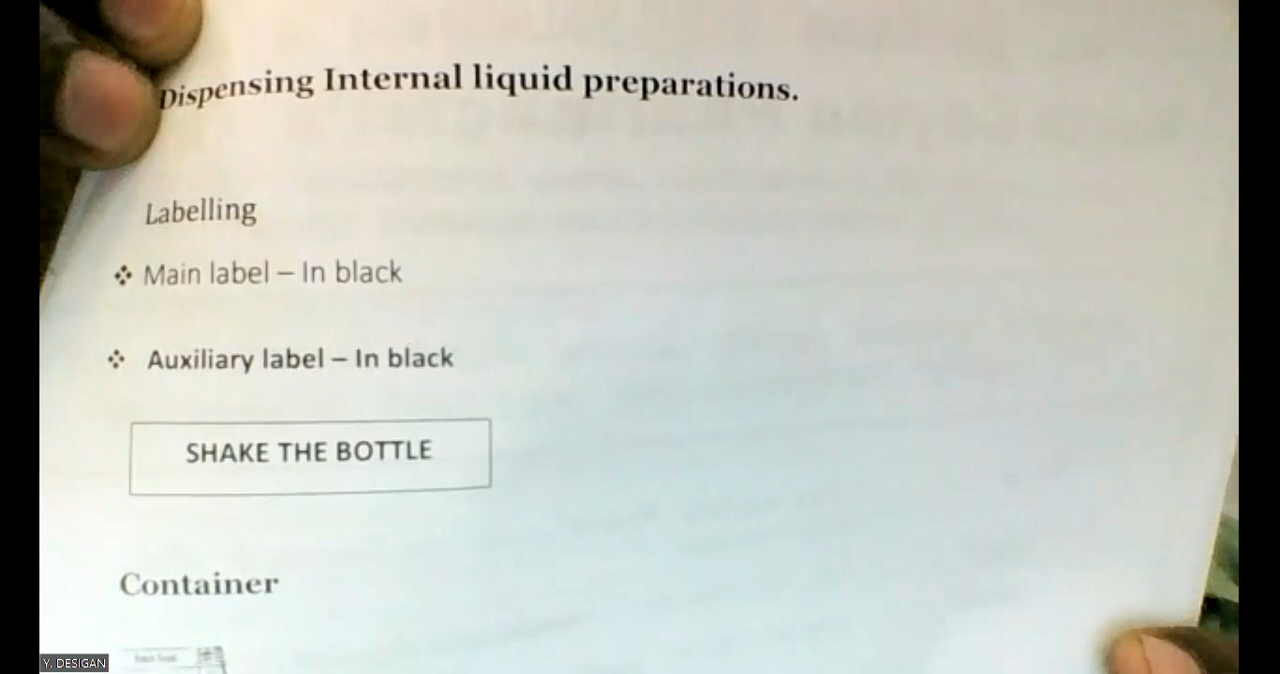 Dispensing Internal liquid preparations.
Labelling
❖ Main label – In black
❖ Auxiliary label – In black
SHAKE THE BOTTLE
Container
Y. DESIGAN